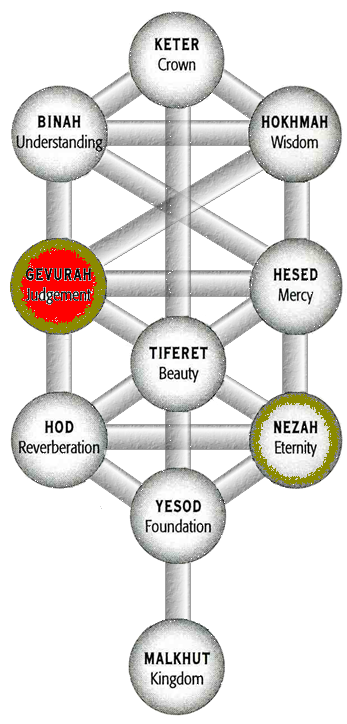 KETER
Crown
BINAH
Understanding
HOKHMAH
Wisdom
GEVURAH
Judgement
HESED
Mercy
TIFERET
Beauty
HOD
Reverberation
NEZAH
Eternity
YESOD
Foundation
MALKHUT
Kingdom